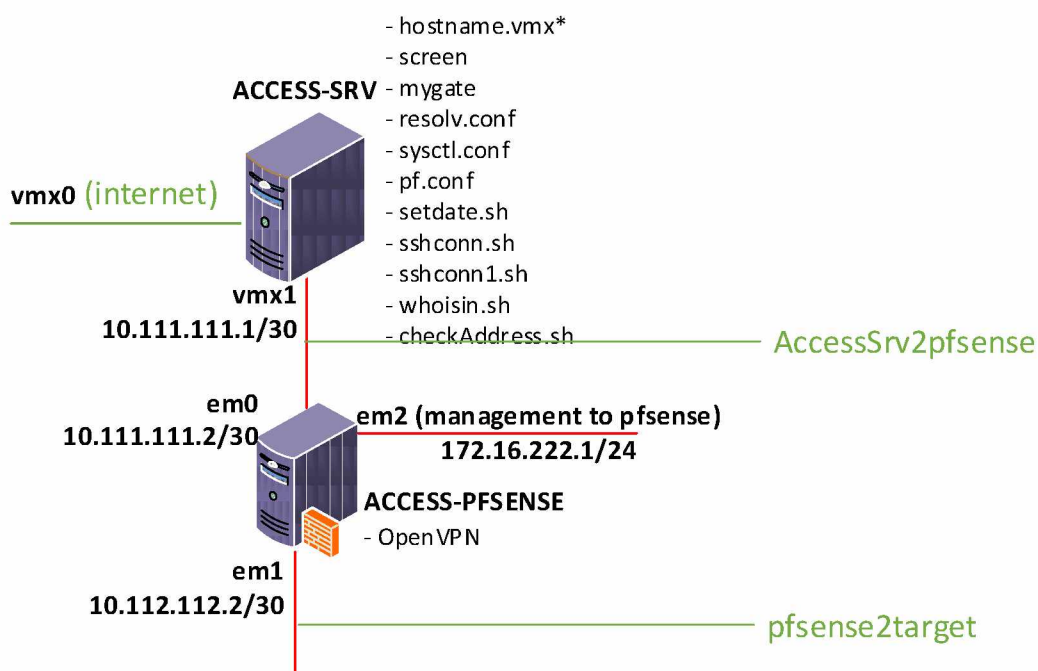 - hostname.vmx*
- screen
ACCESS-SRV
- mygate
- resolv.conf
- sysctl.conf
- pf.conf
vmx0 (internet)
- setdate.sh
- sshconn.sh
- sshconn1.sh
- whoisin.sh
- checkAddress.sh
vmx1
10.111.111.1/30
AccessSrv2pfsense
em0
10.111.111.2/30
em2 (management to pfsense)
172.16.222.1/24
ACCESS-PFSENSE
- OpenVPN
em1
10.112.112.2/30
pfsense2target